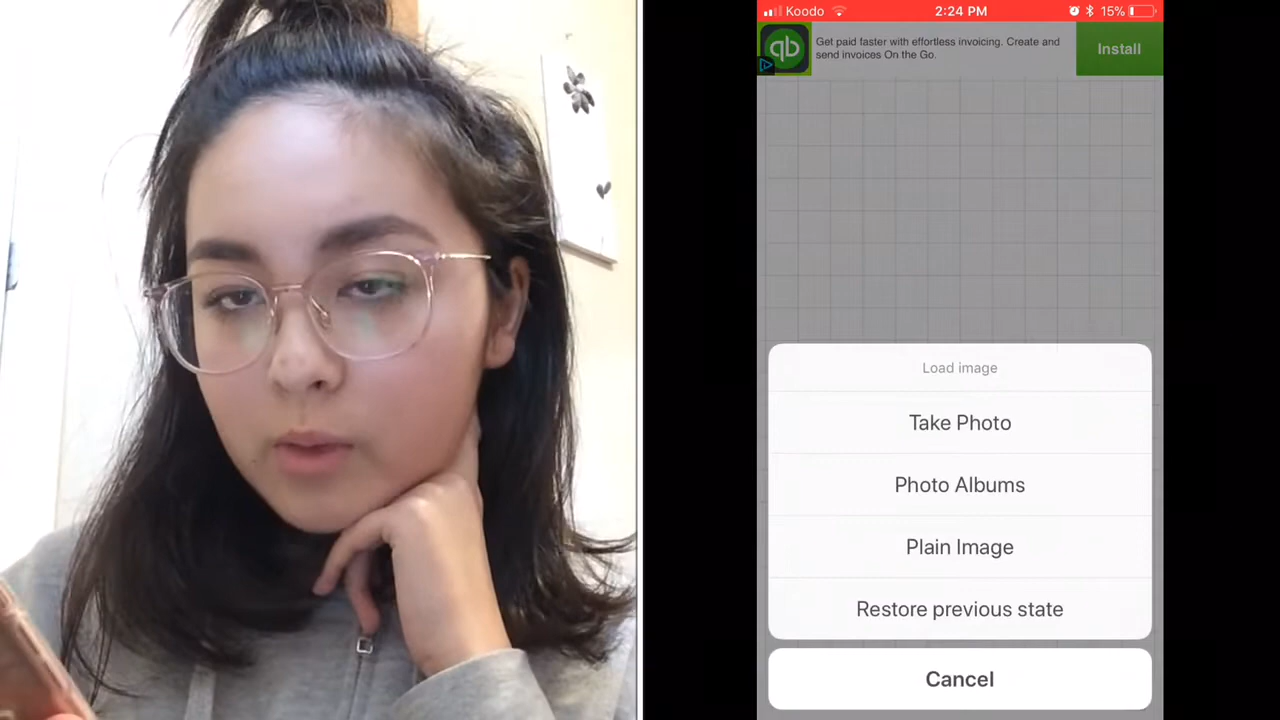 Koodo 2:24 PM 15%
qb
Get paid faster with effortless invoicing. Create and
send invoices On the Go.
Install
Load image
Take Photo
Photo Albums
Plain Image
Restore previous state
Cancel